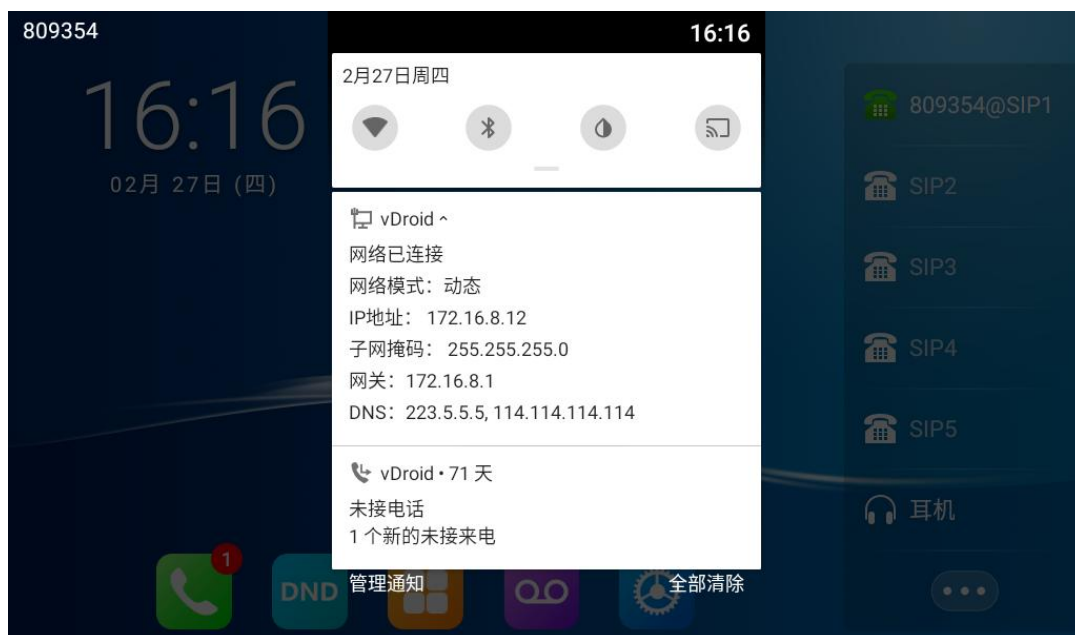 809354
16:16
16:16
02月 27日 (四)
2月27日周四
vDroid
网络已连接
网络模式：动态
IP地址： 172.16.8.12
子网掩码： 255.255.255.0
网关：172.16.8.1
DNS：223.5.5.5, 114.114.114.114
vDroid • 71 天
未接电话
1 个新的未接来电
管理通知
全部清除
809354@SIP1
SIP2
SIP3
SIP4
SIP5
耳机
1
DND